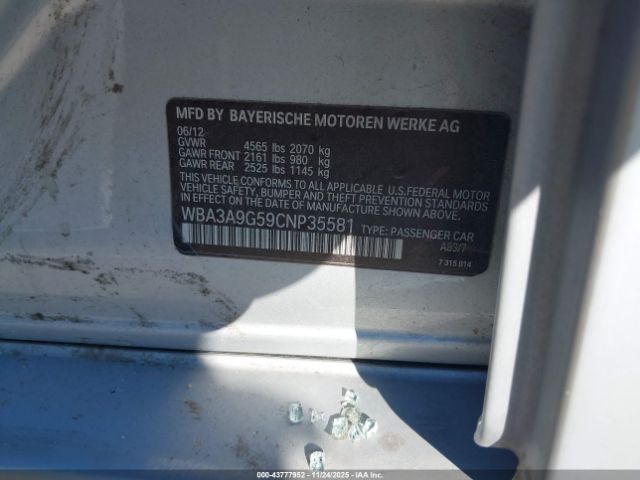 MFD BY BAYERISCHE MOTOREN WERKE AG
06/12
GVWR 4565 lbs 2070 kg
GAWR FRONT 2161 lbs 980 kg
GAWR REAR 2525 lbs 1145 kg
THIS VEHICLE CONFORMS TO ALL APPLICABLE U.S. FEDERAL MOTOR
VEHICLE SAFETY, BUMPER, AND THEFT PREVENTION STANDARDS
IN EFFECT ON THE DATE OF MANUFACTURE SHOWN ABOVE.
WBA3A9G59CNP35581 TYPE: PASSENGER CAR
A83/7
7 315 814
000-43777952 - 11/24/2025 - IAAI.COM